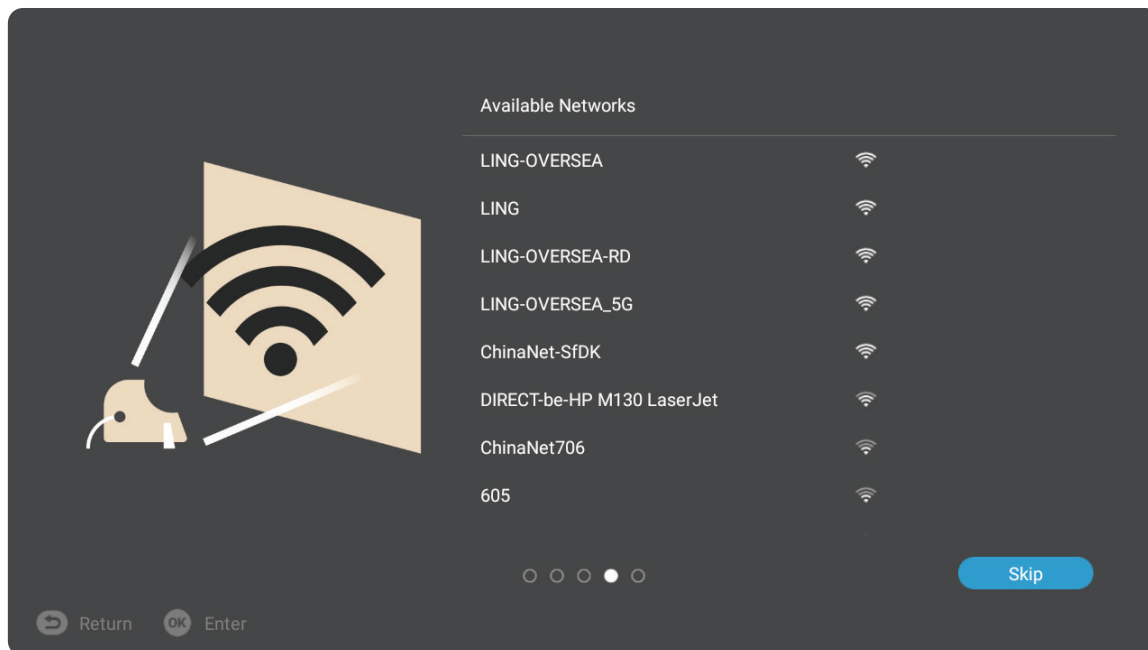 Available Networks
LING-OVERSEA
LING
LING-OVERSEA-RD
LING-OVERSEA_5G
ChinaNet-SfDK
DIRECT-be-HP M130 LaserJet
ChinaNet706
605
Skip
Return OK Enter